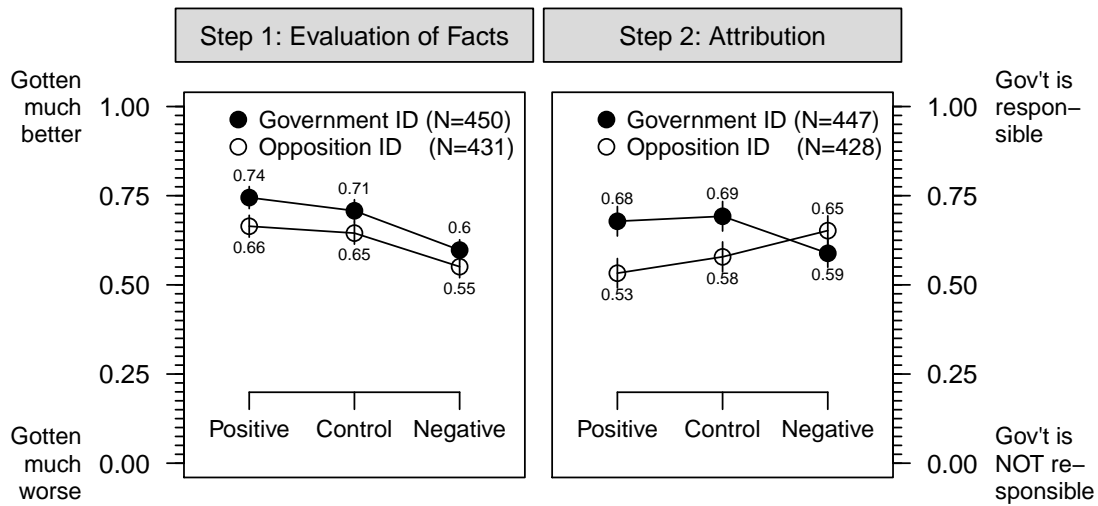 Step 1: Evaluation of Facts
Step 2: Attribution
Gotten
much
better
Gotten
much
worse
1.00
0.75
0.50
0.25
0.00
Government ID (N=450)
Opposition ID (N=431)
0.74
0.71
0.6
0.66
0.65
0.55
Positive Control Negative
Government ID (N=447)
Opposition ID (N=428)
0.68
0.69
0.65
0.53
0.58
0.59
Positive Control Negative
1.00
0.75
0.50
0.25
0.00
Gov't is
respon−
sible
Gov't is
NOT re−
sponsible